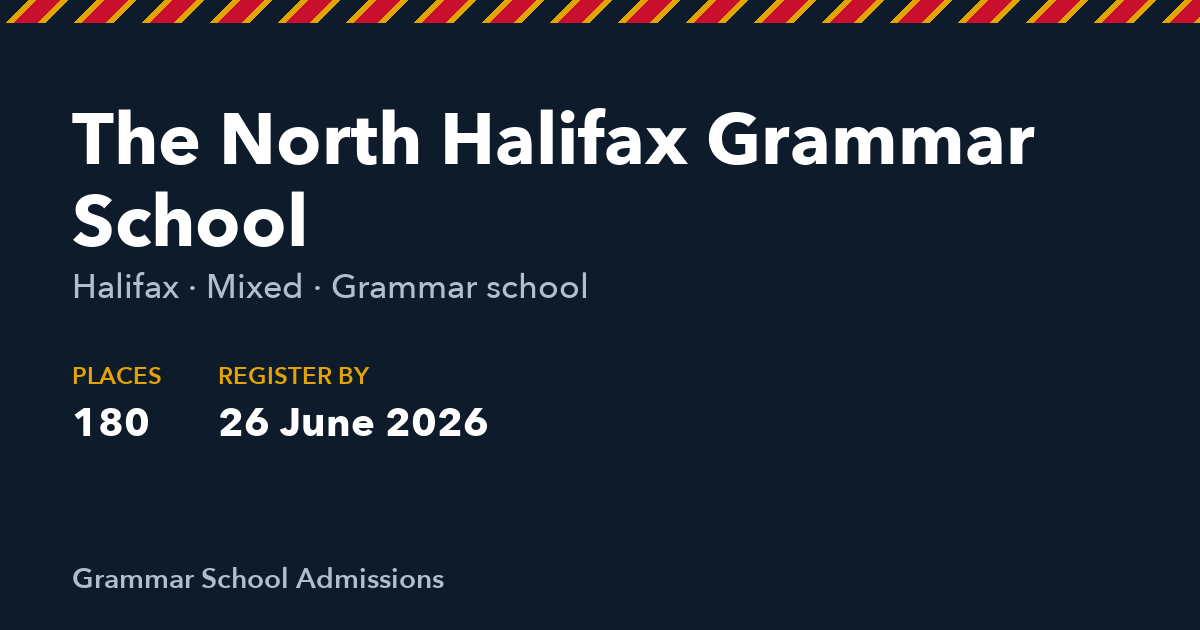 The North Halifax Grammar
School
Halifax · Mixed · Grammar school
PLACES
REGISTER BY
180
26 June 2026
Grammar School Admissions